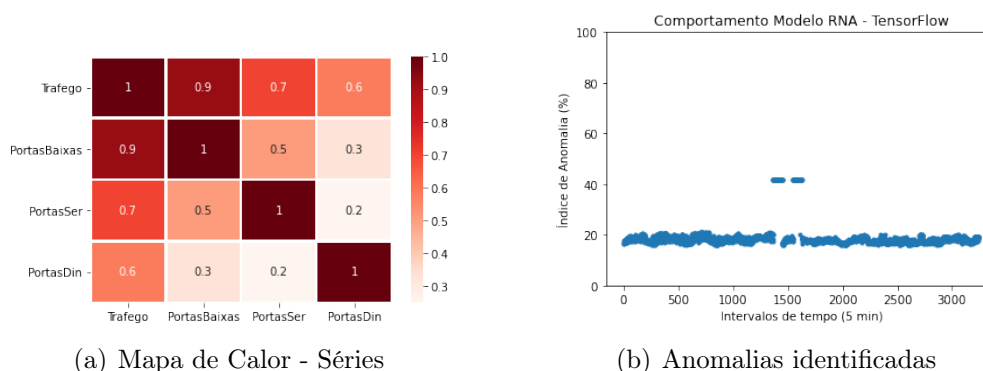 Trafego 1 0.9 0.7 0.6
PortasBaixas 0.9 1 0.5 0.3
PortasSer 0.7 0.5 1 0.2
PortasDin 0.6 0.3 0.2 1
Trafego PortasBaixas PortasSer PortasDin
1.0
0.9
0.8
0.7
0.6
0.5
0.4
0.3
(a) Mapa de Calor - Séries
Comportamento Modelo RNA - TensorFlow
Índice de Anomalia (%)
100
80
60
40
20
0
0 500 1000 1500 2000 2500 3000
Intervalos de tempo (5 min)
(b) Anomalias identificadas